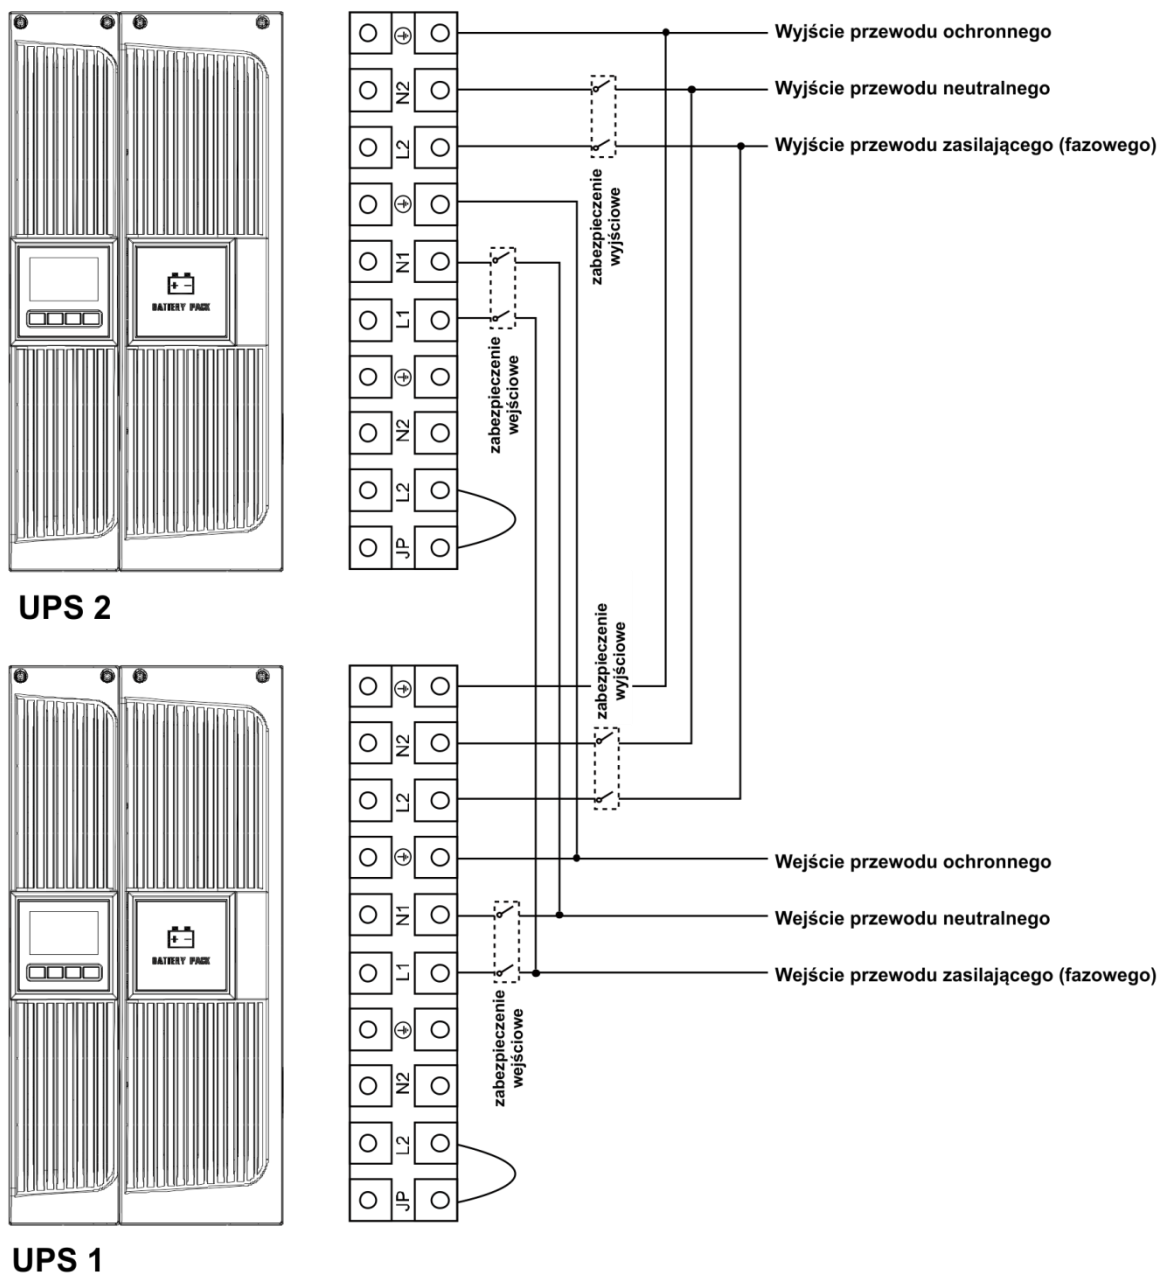 Wyjście przewodu ochronnego
N2
Wyjście przewodu neutralnego
L2
Wyjście przewodu zasilającego (fazowego)
zabezpieczenie
wyjściowe
N1
L1
BATTERY PACK
zabezpieczenie
wejściowe
N2
L2
JP
UPS 2
zabezpieczenie
wyjściowe
N2
L2
Wejście przewodu ochronnego
N1
Wejście przewodu neutralnego
L1
Wejście przewodu zasilającego (fazowego)
BATTERY PACK
zabezpieczenie
wejściowe
N2
L2
JP
UPS 1